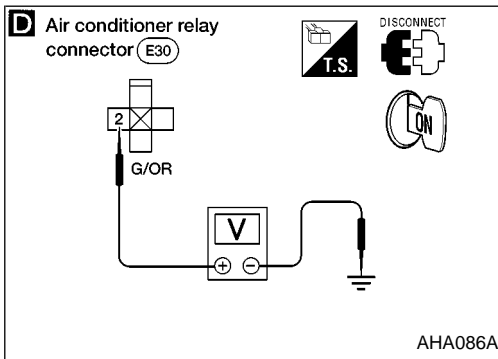 D Air conditioner relay
connector E30
T.S.
DISCONNECT
ON
2
G/OR
V
+ −
AHA086A